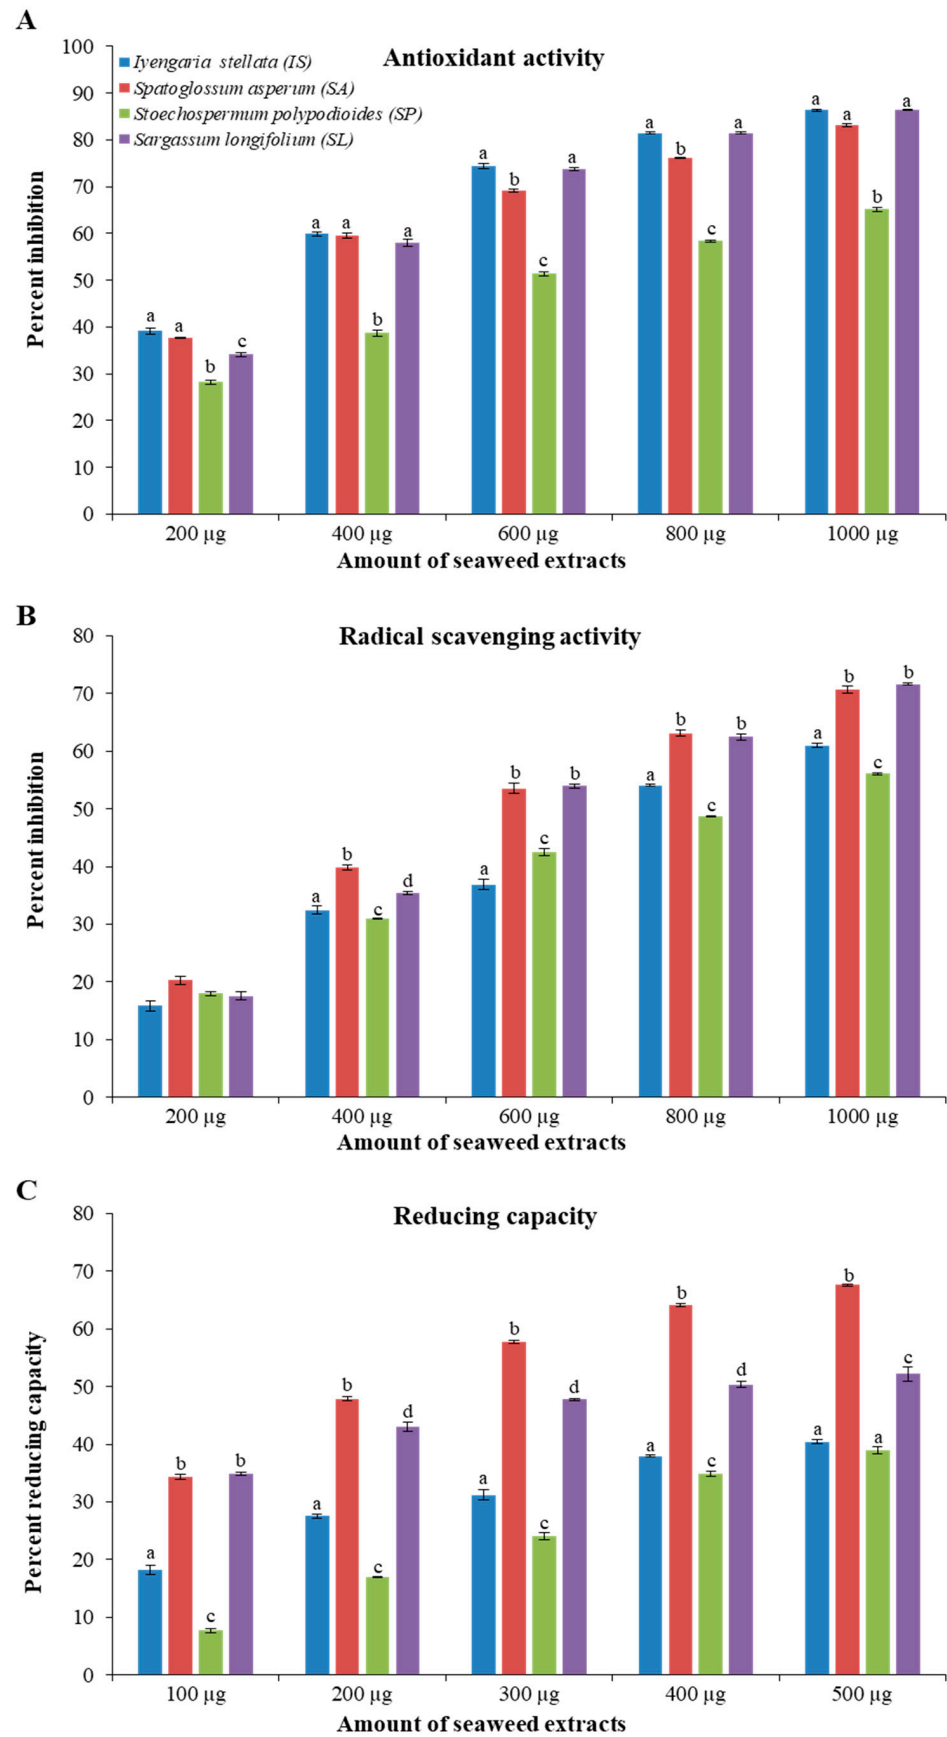 A
Antioxidant activity
Iyengaria stellata (IS)
Spatoglossum asperum (SA)
Stoechospermum polypodioides (SP)
Sargassum longifolium (SL)
Percent inhibition
100
90
80
70
60
50
40
30
20
10
0
a a b c
a a b a
a b c a
a b c a
a a b a
200 µg 400 µg 600 µg 800 µg 1000 µg
Amount of seaweed extracts
B
Radical scavenging activity
Percent inhibition
80
70
60
50
40
30
20
10
0
a b c d
a b c b
a b c b
a b c b
200 µg 400 µg 600 µg 800 µg 1000 µg
Amount of seaweed extracts
C
Reducing capacity
Percent reducing capacity
80
70
60
50
40
30
20
10
0
a b c b
a b c d
a b c d
a b c d
a b a c
100 µg 200 µg 300 µg 400 µg 500 µg
Amount of seaweed extracts